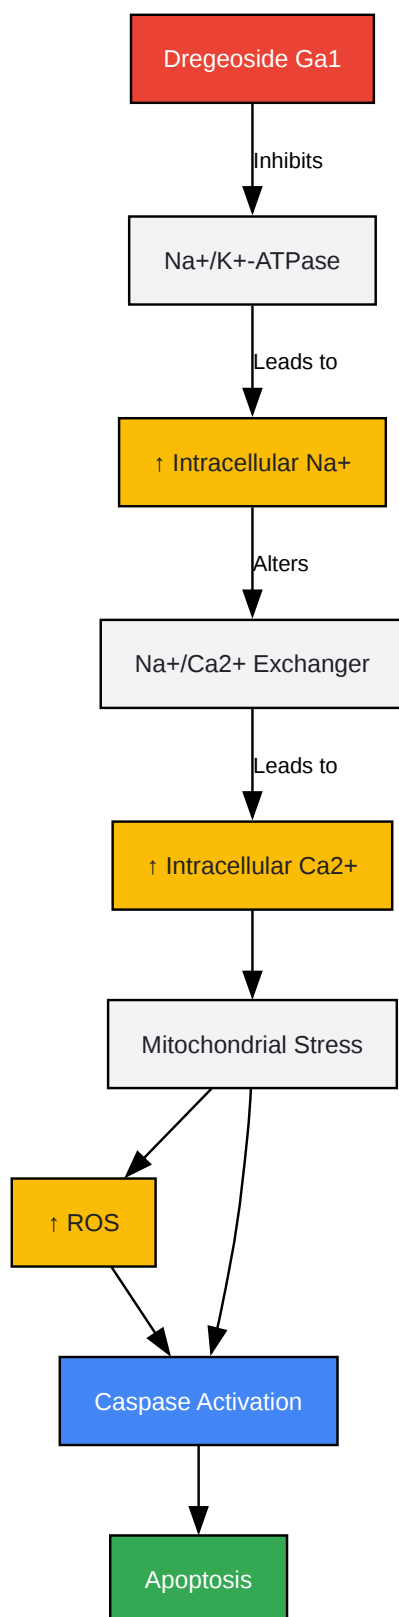 Dregeoside Ga1
Inhibits
Na+/K+-ATPase
Leads to
↑ Intracellular Na+
Alters
Na+/Ca2+ Exchanger
Leads to
↑ Intracellular Ca2+
Mitochondrial Stress
↑ ROS
Caspase Activation
Apoptosis